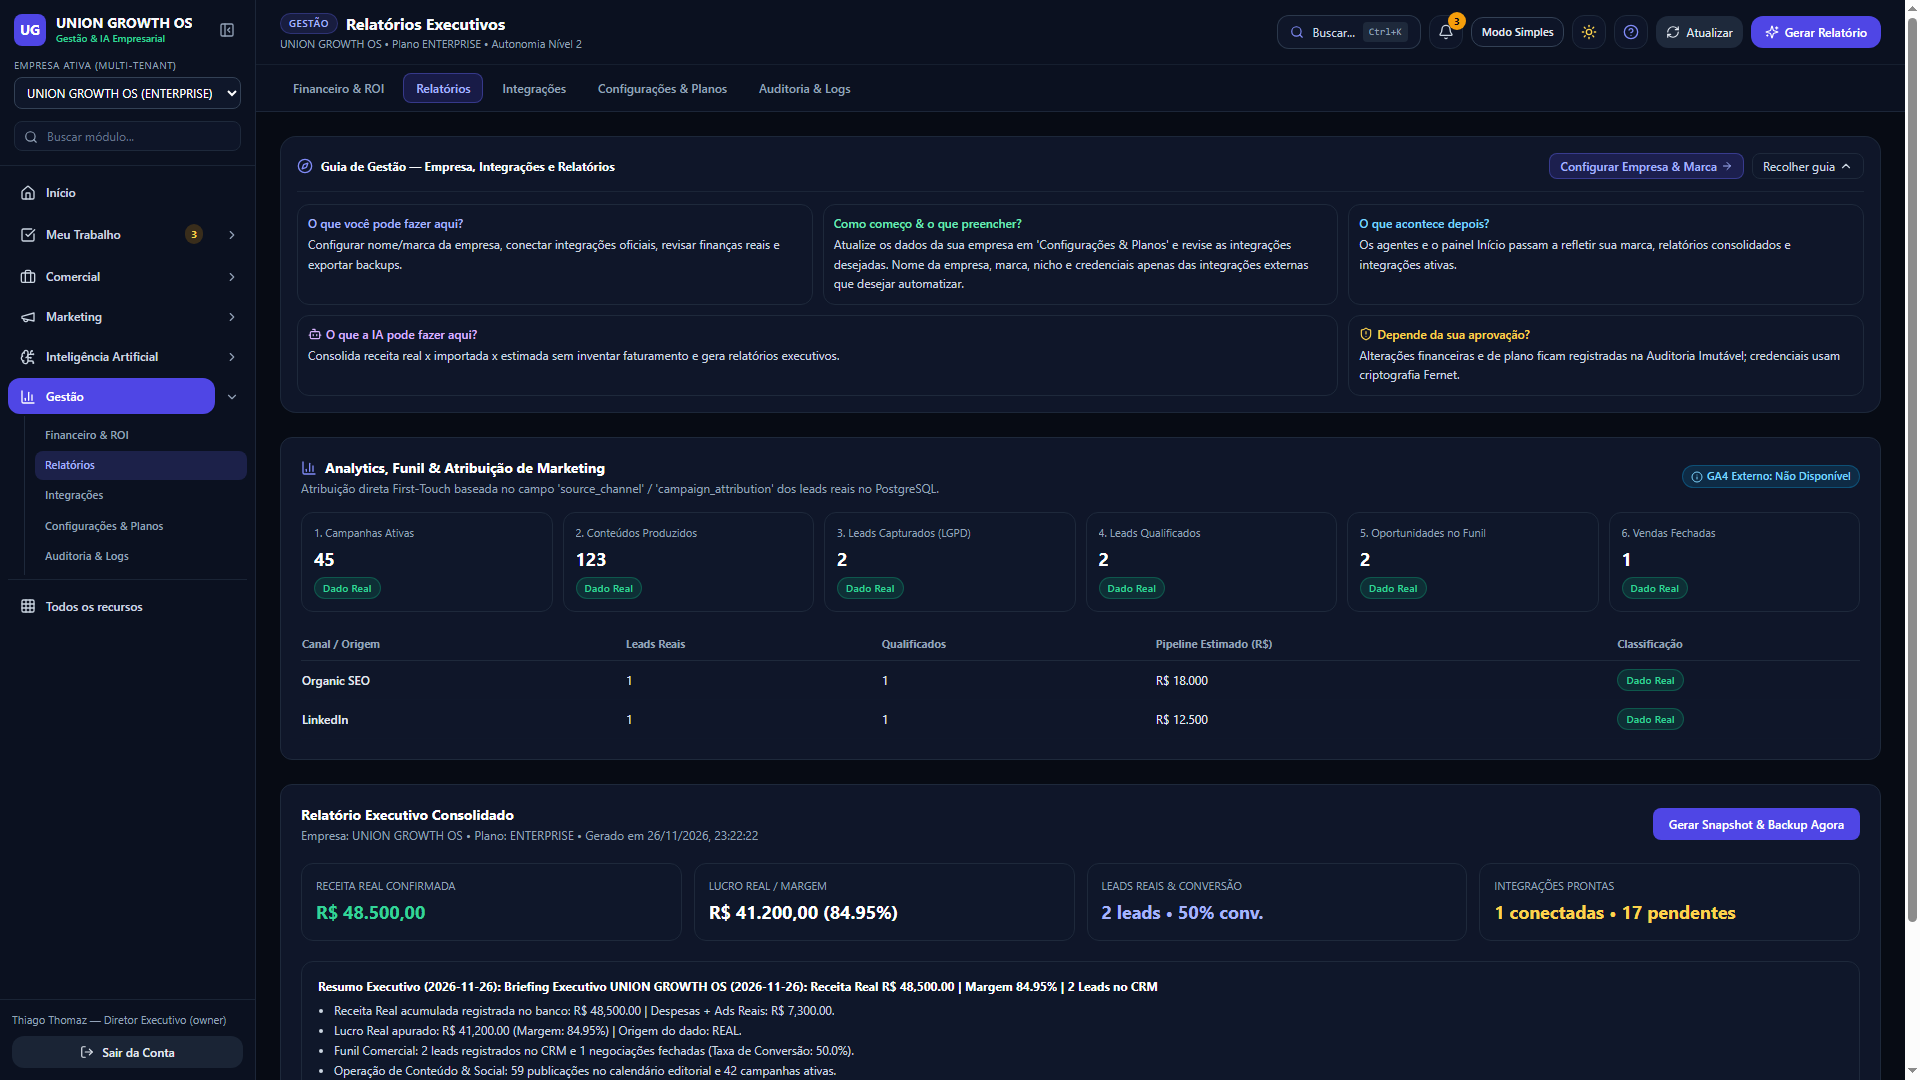 UG
UNION GROWTH OS
Gestão & IA Empresarial
EMPRESA ATIVA (MULTI-TENANT)
UNION GROWTH OS (ENTERPRISE)
Buscar módulo...
Início
Meu Trabalho
3
Comercial
Marketing
Inteligência Artificial
Gestão
Financeiro & ROI
Relatórios
Integrações
Configurações & Planos
Auditoria & Logs
Todos os recursos
Thiago Thomaz — Diretor Executivo (owner)
Sair da Conta
GESTÃO
Relatórios Executivos
UNION GROWTH OS • Plano ENTERPRISE • Autonomia Nível 2
Buscar...
Ctrl+K
3
Modo Simples
Atualizar
Gerar Relatório
Financeiro & ROI
Relatórios
Integrações
Configurações & Planos
Auditoria & Logs
Guia de Gestão — Empresa, Integrações e Relatórios
Configurar Empresa & Marca
Recolher guia
O que você pode fazer aqui?
Configurar nome/marca da empresa, conectar integrações oficiais, revisar finanças reais e
exportar backups.
Como começo & o que preencher?
Atualize os dados da sua empresa em 'Configurações & Planos' e revise as integrações
desejadas. Nome da empresa, marca, nicho e credenciais apenas das integrações externas
que desejar automatizar.
O que acontece depois?
Os agentes e o painel Início passam a refletir sua marca, relatórios consolidados e
integrações ativas.
O que a IA pode fazer aqui?
Consolida receita real x importada x estimada sem inventar faturamento e gera relatórios executivos.
Depende da sua aprovação?
Alterações financeiras e de plano ficam registradas na Auditoria Imutável; credenciais usam
criptografia Fernet.
Analytics, Funil & Atribuição de Marketing
Atribuição direta First-Touch baseada no campo 'source_channel' / 'campaign_attribution' dos leads reais no PostgreSQL.
GA4 Externo: Não Disponível
1. Campanhas Ativas
45
Dado Real
2. Conteúdos Produzidos
123
Dado Real
3. Leads Capturados (LGPD)
2
Dado Real
4. Leads Qualificados
2
Dado Real
5. Oportunidades no Funil
2
Dado Real
6. Vendas Fechadas
1
Dado Real
Canal / Origem Leads Reais Qualificados Pipeline Estimado (R$) Classificação
Organic SEO 1 1 R$ 18.000 Dado Real
LinkedIn 1 1 R$ 12.500 Dado Real
Relatório Executivo Consolidado
Empresa: UNION GROWTH OS • Plano: ENTERPRISE • Gerado em 26/11/2026, 23:22:22
Gerar Snapshot & Backup Agora
RECEITA REAL CONFIRMADA
R$ 48.500,00
LUCRO REAL / MARGEM
R$ 41.200,00 (84.95%)
LEADS REAIS & CONVERSÃO
2 leads • 50% conv.
INTEGRAÇÕES PRONTAS
1 conectadas • 17 pendentes
Resumo Executivo (2026-11-26): Briefing Executivo UNION GROWTH OS (2026-11-26): Receita Real R$ 48,500.00 | Margem 84.95% | 2 Leads no CRM
• Receita Real acumulada registrada no banco: R$ 48,500.00 | Despesas + Ads Reais: R$ 7,300.00.
• Lucro Real apurado: R$ 41,200.00 (Margem: 84.95%) | Origem do dado: REAL.
• Funil Comercial: 2 leads registrados no CRM e 1 negociações fechadas (Taxa de Conversão: 50.0%).
• Operação de Conteúdo & Social: 59 publicações no calendário editorial e 42 campanhas ativas.